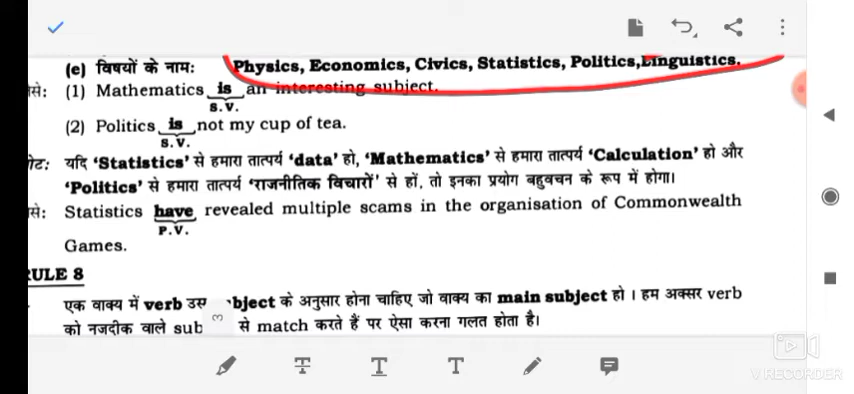 (e) विषयों के नामः Physics, Economics, Civics, Statistics, Politics,Linguistics.
से: (1) Mathematics is an interesting subject.
S.V.
(2) Politics is not my cup of tea.
S.V.
ोट: यदि 'Statistics' से हमारा तात्पर्य 'data' हो, 'Mathematics' से हमारा तात्पर्य 'Calculation' हो और
'Politics' से हमारा तात्पर्य 'राजनीतिक विचारों' से हों, तो इनका प्रयोग बहुवचन के रूप में होगा।
से: Statistics have revealed multiple scams in the organisation of Commonwealth
P.V.
Games.
RULE 8
एक वाक्य में verb उस bject के अनुसार होना चाहिए जो वाक्य का main subject हो । हम अक्सर verb
को नजदीक वाले sub से match करते हैं पर ऐसा करना गलत होता है।
T T T
V RECORDER